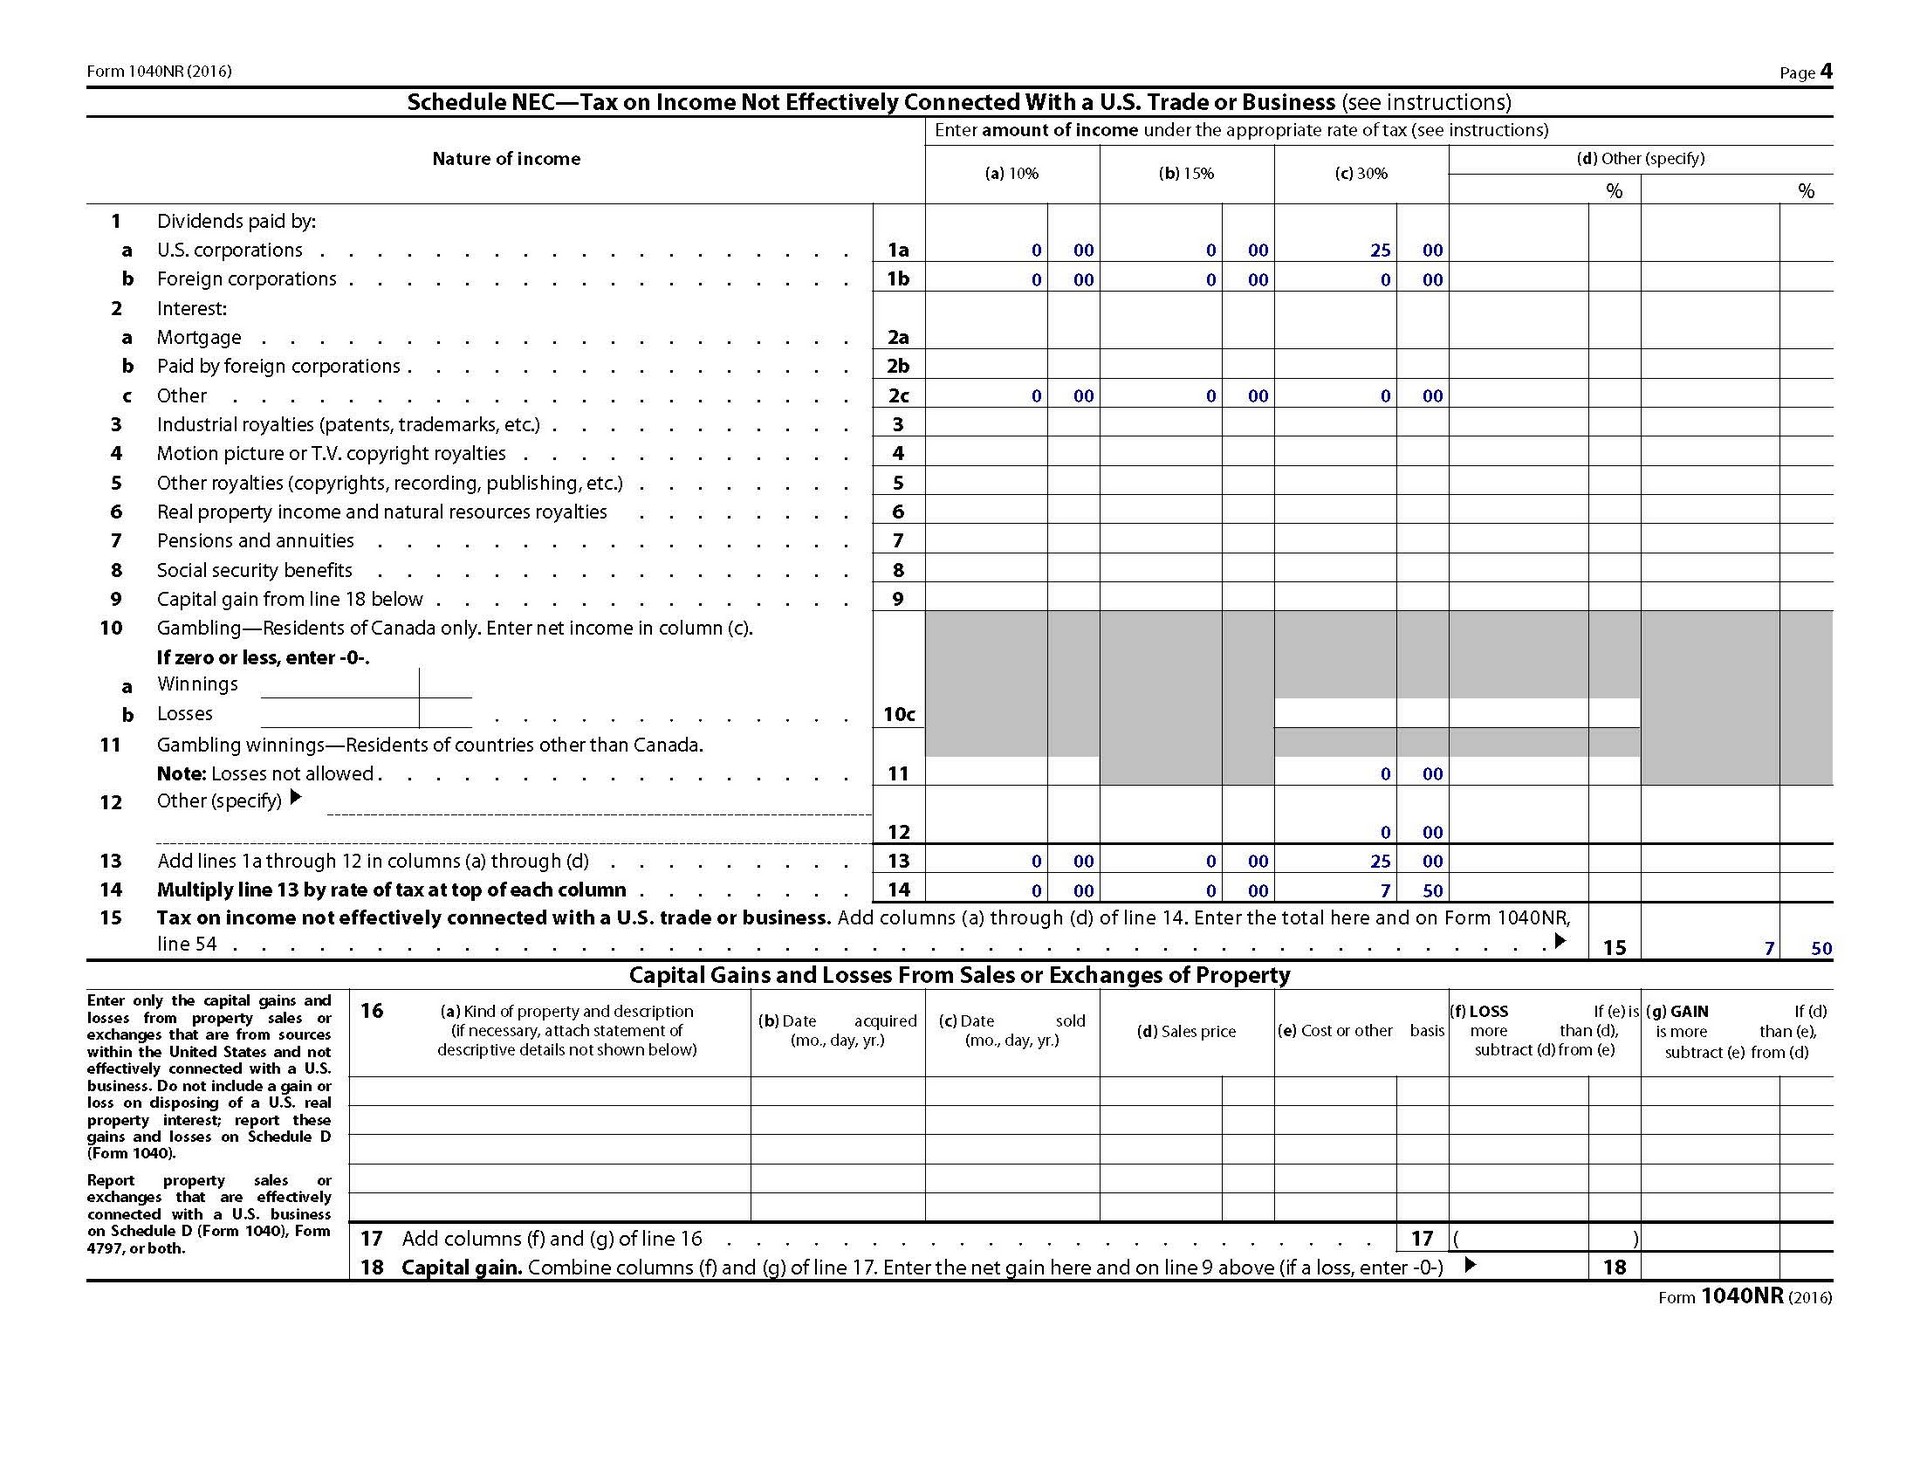 Form 1040NR (2016) Page 4
Schedule NEC—Tax on Income Not Effectively Connected With a U.S. Trade or Business (see instructions)
Nature of income
Enter amount of income under the appropriate rate of tax (see instructions)
(a) 10% (b) 15% (c) 30% (d) Other (specify)
% %
1 Dividends paid by:
a U.S. corporations . . . . . . . . . . . . . . . . . . . 1a 0 00 0 00 25 00
b Foreign corporations . . . . . . . . . . . . . . . . . . 1b 0 00 0 00 0 00
2 Interest:
a Mortgage . . . . . . . . . . . . . . . . . . . . . 2a
b Paid by foreign corporations . . . . . . . . . . . . . . . . 2b
c Other . . . . . . . . . . . . . . . . . . . . . . 2c 0 00 0 00 0 00
3 Industrial royalties (patents, trademarks, etc.) . . . . . . . . . . . 3
4 Motion picture or T.V. copyright royalties . . . . . . . . . . . . 4
5 Other royalties (copyrights, recording, publishing, etc.) . . . . . . . . 5
6 Real property income and natural resources royalties . . . . . . . . 6
7 Pensions and annuities . . . . . . . . . . . . . . . . . 7
8 Social security benefits . . . . . . . . . . . . . . . . . 8
9 Capital gain from line 18 below . . . . . . . . . . . . . . . 9
10 Gambling—Residents of Canada only. Enter net income in column (c).
If zero or less, enter -0-.
a Winnings
b Losses . . . . . . . . . . . . . 10c
11 Gambling winnings—Residents of countries other than Canada.
Note: Losses not allowed . . . . . . . . . . . . . . . . . 11 0 00
12 Other (specify) ▶
12 0 00
13 Add lines 1a through 12 in columns (a) through (d) . . . . . . . . . 13 0 00 0 00 25 00
14 Multiply line 13 by rate of tax at top of each column . . . . . . . . 14 0 00 0 00 7 50
15 Tax on income not effectively connected with a U.S. trade or business. Add columns (a) through (d) of line 14. Enter the total here and on Form 1040NR,
line 54 . . . . . . . . . . . . . . . . . . . . . . . . . . . . . . . . . . . . . . . . . . . . . . ▶ 15 7 50
Capital Gains and Losses From Sales or Exchanges of Property
Enter only the capital gains and
losses from property sales or
exchanges that are from sources
within the United States and not
effectively connected with a U.S.
business. Do not include a gain or
loss on disposing of a U.S. real
property interest; report these
gains and losses on Schedule D
(Form 1040).
Report property sales or
exchanges that are effectively
connected with a U.S. business
on Schedule D (Form 1040), Form
4797, or both.
16 (a) Kind of property and description
(if necessary, attach statement of
descriptive details not shown below)
(b) Date acquired
(mo., day, yr.)
(c) Date sold
(mo., day, yr.)
(d) Sales price
(e) Cost or other basis
(f) LOSS If (e) is
more than (d),
subtract (d) from (e)
(g) GAIN If (d)
is more than (e),
subtract (e) from (d)
17 Add columns (f) and (g) of line 16 . . . . . . . . . . . . . . . . . . . . . . . 17 ( )
18 Capital gain. Combine columns (f) and (g) of line 17. Enter the net gain here and on line 9 above (if a loss, enter -0-) ▶ 18
Form 1040NR (2016)